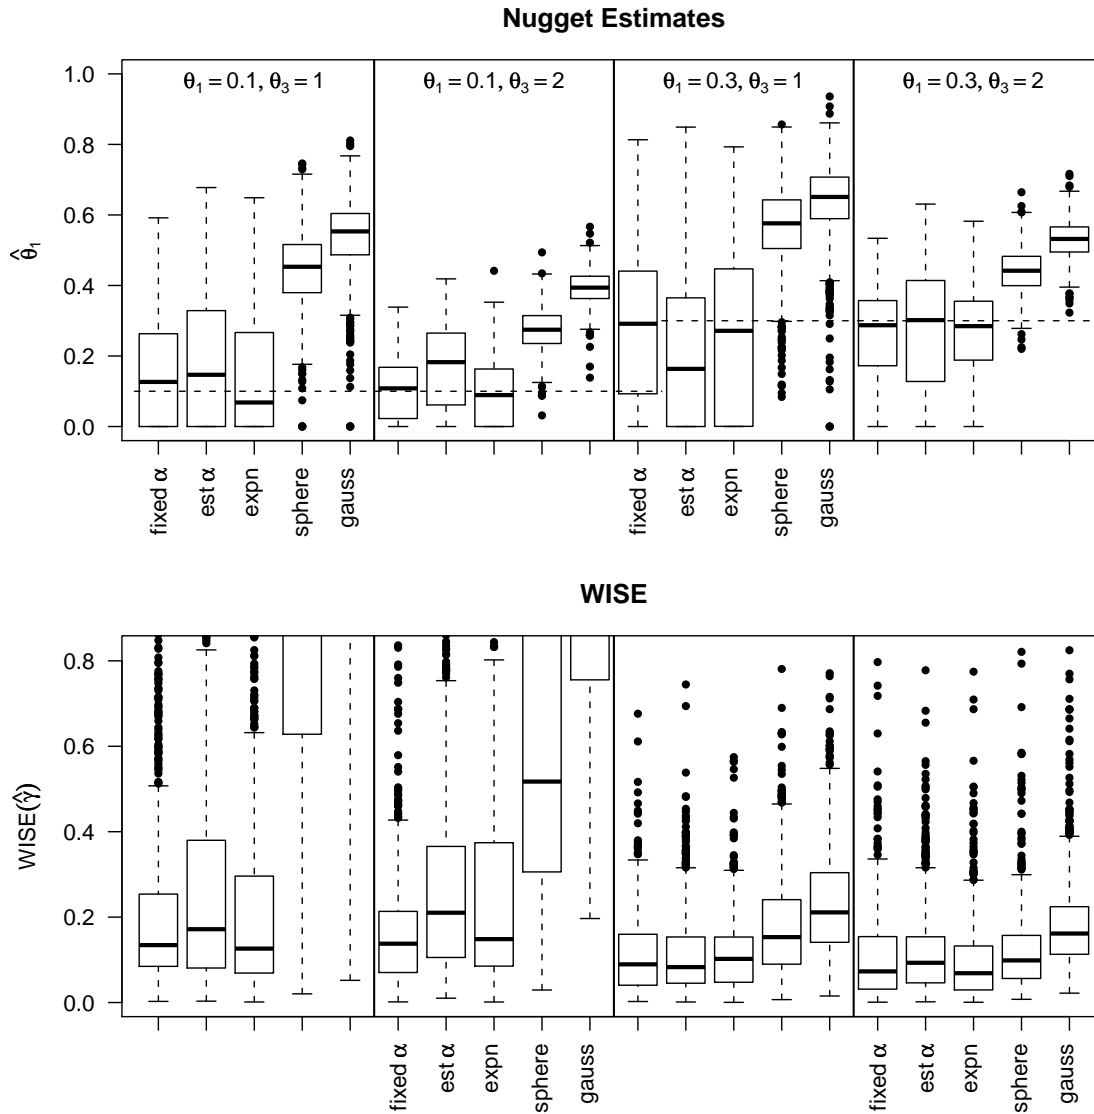 Nugget Estimates
θ₁ = 0.1, θ₃ = 1
θ₁ = 0.1, θ₃ = 2
θ₁ = 0.3, θ₃ = 1
θ₁ = 0.3, θ₃ = 2
1.0
0.8
0.6
0.4
0.2
0.0
θ̂₁
fixed α
est α
expn
sphere
gauss
fixed α
est α
expn
sphere
gauss
WISE
0.8
0.6
0.4
0.2
0.0
WISE(γ̂)
fixed α
est α
expn
sphere
gauss
fixed α
est α
expn
sphere
gauss